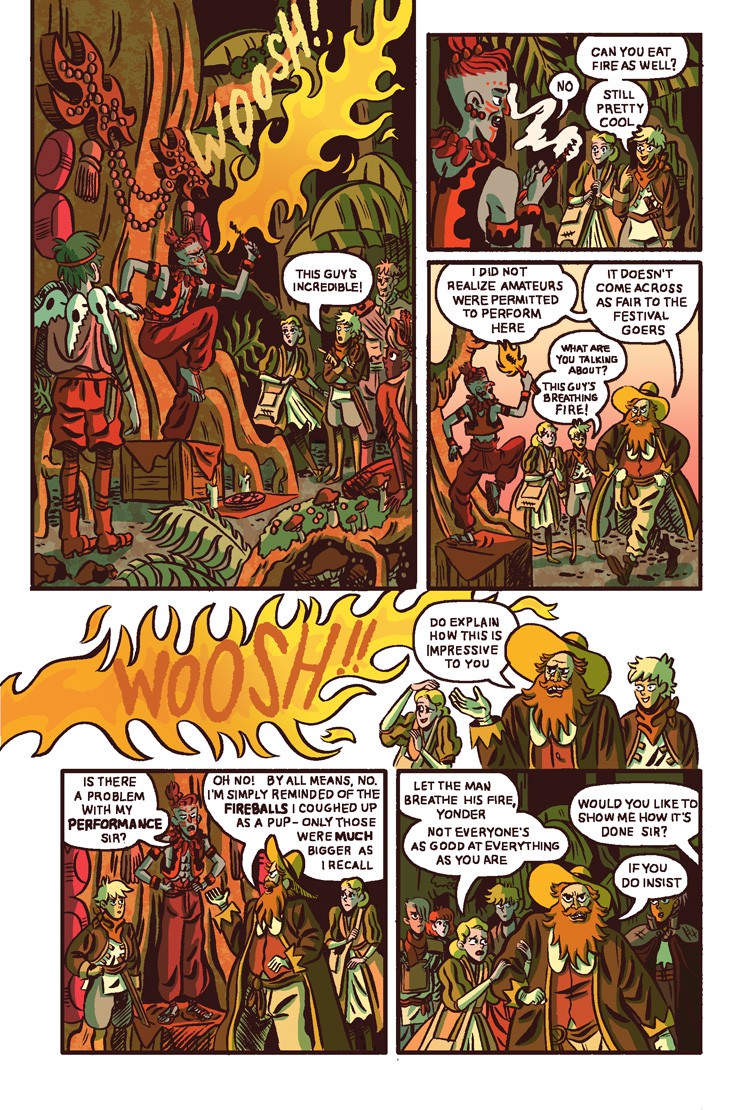 WOOSH!!
THIS GUY'S
INCREDIBLE!
CAN YOU EAT
FIRE AS WELL?
NO
STILL
PRETTY
COOL
I DID NOT
REALIZE AMATEURS
WERE PERMITTED
TO PERFORM
HERE
IT DOESN'T
COME ACROSS
AS FAIR TO THE
FESTIVAL
GOERS
WHAT ARE
YOU TALKING
ABOUT?
THIS GUY'S
BREATHING
FIRE!
WOOSH!!
DO EXPLAIN
HOW THIS IS
IMPRESSIVE
TO YOU
IS THERE
A PROBLEM
WITH MY
PERFORMANCE
SIR?
OH NO! BY ALL MEANS, NO.
I'M SIMPLY REMINDED OF THE
FIREBALLS I COUGHED UP
AS A PUP - ONLY THOSE
WERE MUCH
BIGGER AS
I RECALL
LET THE MAN
BREATHE HIS FIRE,
YONDER
NOT EVERYONE'S
AS GOOD AT EVERYTHING
AS YOU ARE
WOULD YOU LIKE TO
SHOW ME HOW IT'S
DONE SIR?
IF YOU
DO INSIST